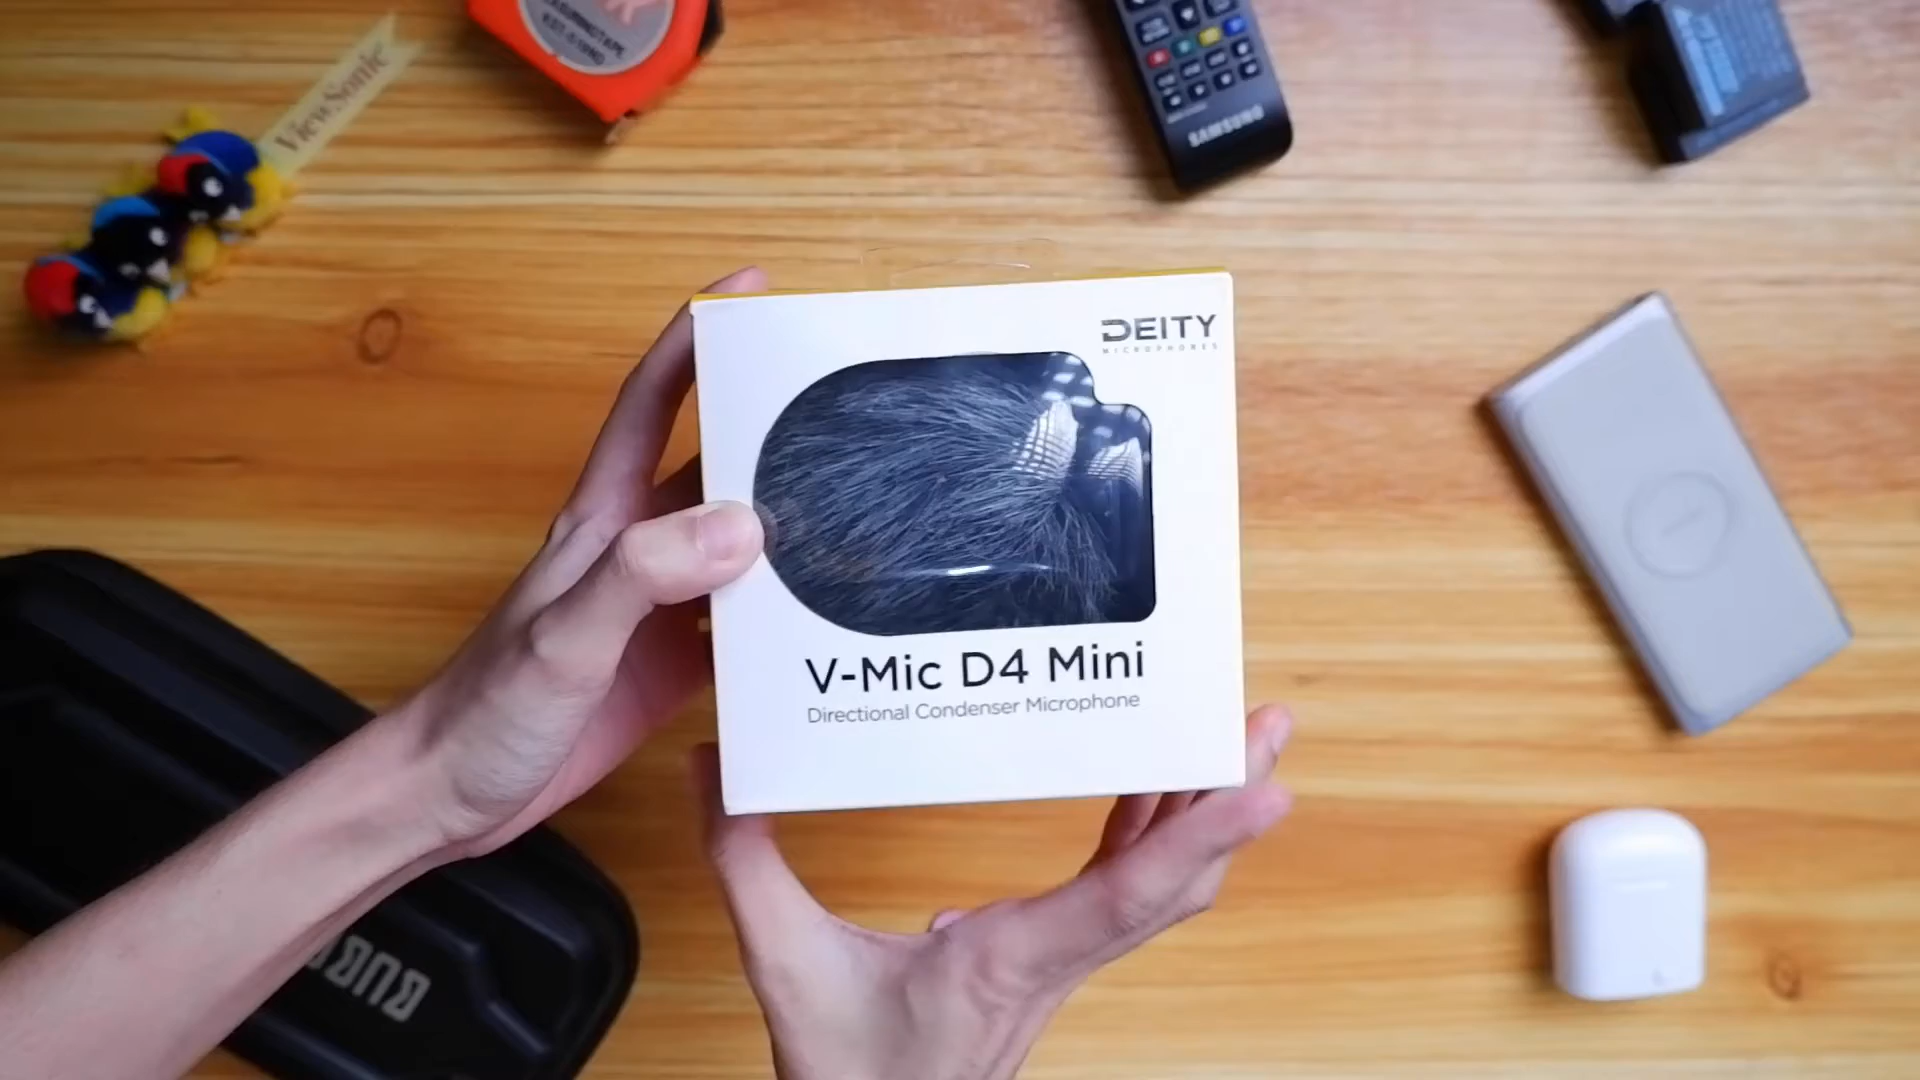 ViewSonic
SAMSUNG
DEITY
MICROPHONES
V-Mic D4 Mini
Directional Condenser Microphone